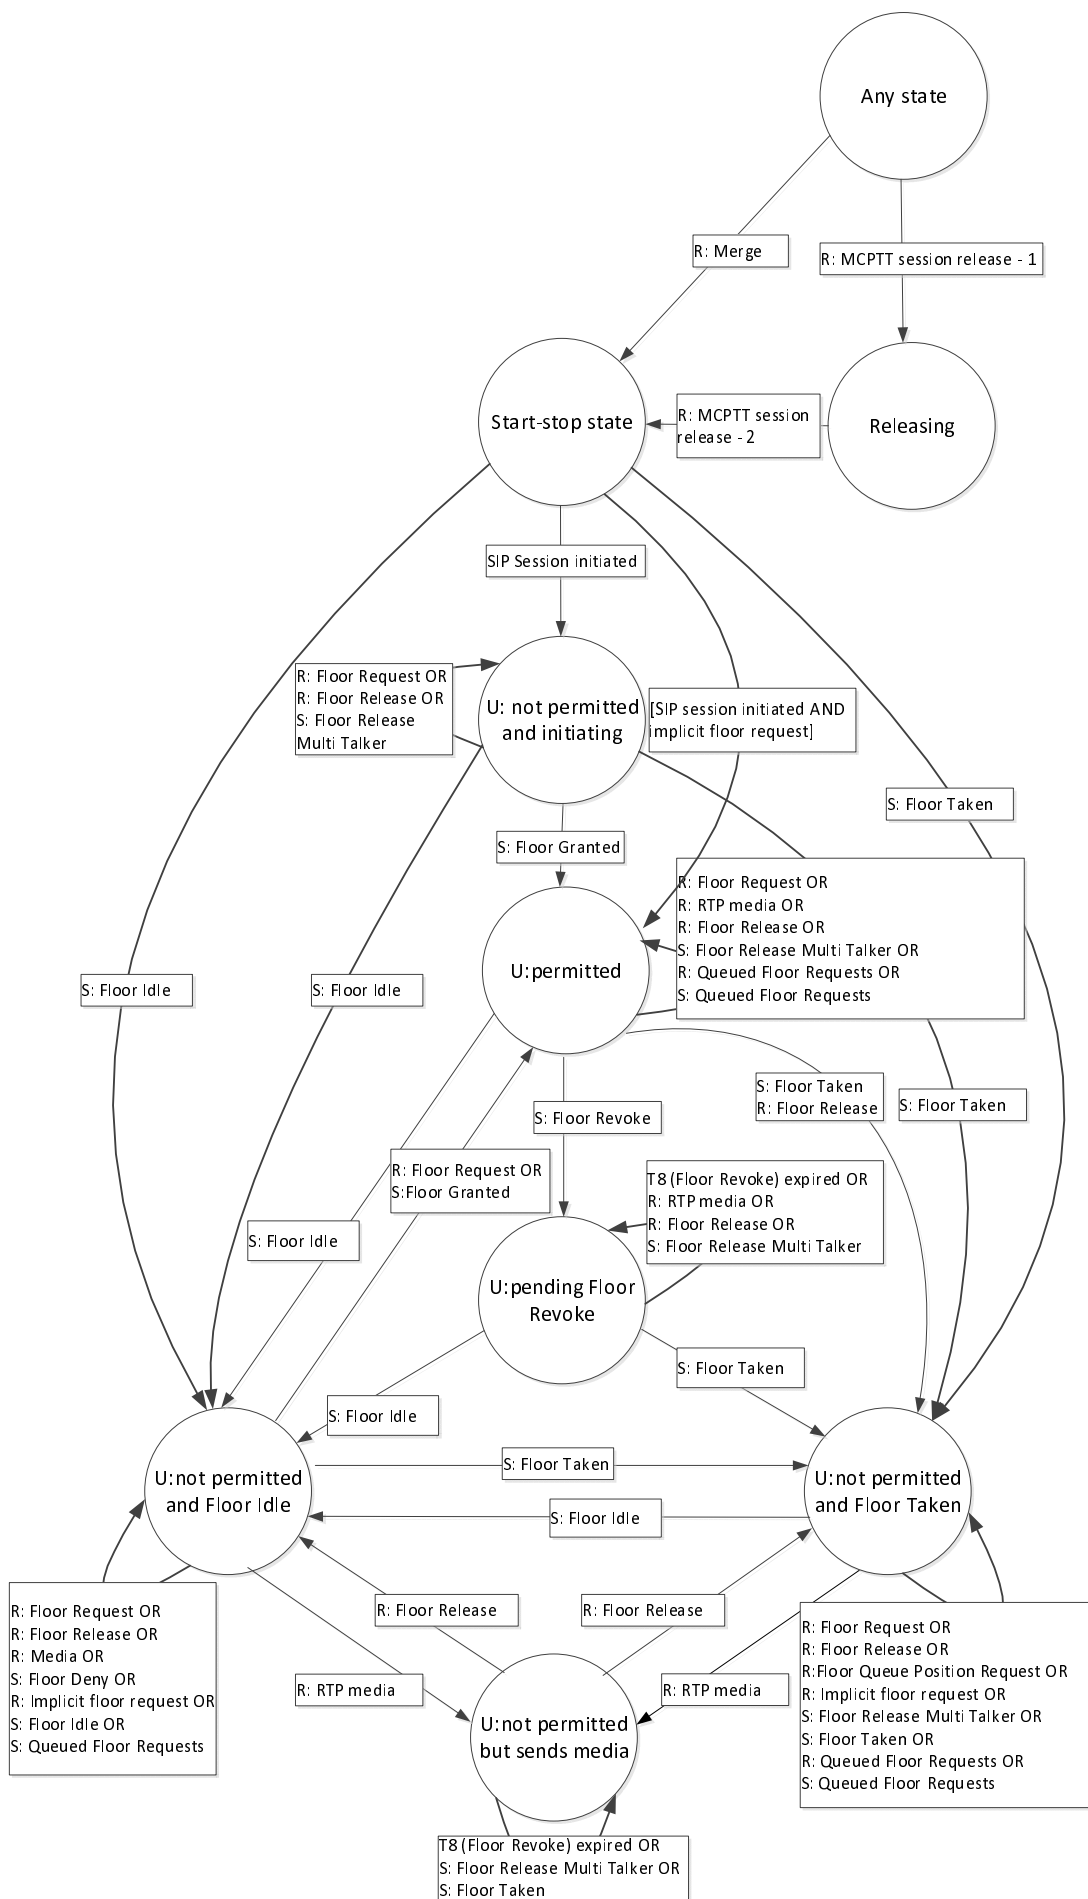 Any state
R: Merge
R: MCPTT session release - 1
Start-stop state
R: MCPTT session
release - 2
Releasing
SIP Session initiated
R: Floor Request OR
R: Floor Release OR
S: Floor Release
Multi Talker
U: not permitted
and initiating
[SIP session initiated AND
implicit floor request]
S: Floor Taken
S: Floor Granted
R: Floor Request OR
R: RTP media OR
R: Floor Release OR
S: Floor Release Multi Talker OR
R: Queued Floor Requests OR
S: Queued Floor Requests
U:permitted
S: Floor Idle
S: Floor Idle
S: Floor Taken
R: Floor Release
S: Floor Taken
S: Floor Revoke
R: Floor Request OR
S:Floor Granted
T8 (Floor Revoke) expired OR
R: RTP media OR
R: Floor Release OR
S: Floor Release Multi Talker
S: Floor Idle
U:pending Floor
Revoke
S: Floor Taken
S: Floor Idle
U:not permitted
and Floor Idle
S: Floor Taken
U:not permitted
and Floor Taken
S: Floor Idle
R: Floor Release
R: Floor Release
R: Floor Request OR
R: Floor Release OR
R: Media OR
S: Floor Deny OR
R: Implicit floor request OR
S: Floor Idle OR
S: Queued Floor Requests
R: RTP media
R: RTP media
R: Floor Request OR
R: Floor Release OR
R:Floor Queue Position Request OR
R: Implicit floor request OR
S: Floor Release Multi Talker OR
S: Floor Taken OR
R: Queued Floor Requests OR
S: Queued Floor Requests
U:not permitted
but sends media
T8 (Floor Revoke) expired OR
S: Floor Release Multi Talker OR
S: Floor Taken